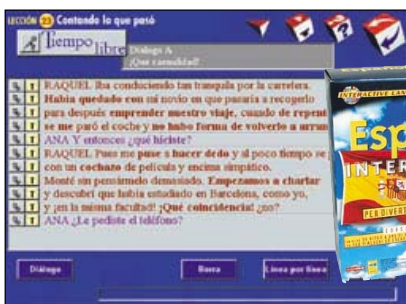 LECCIÓN 23 Contando lo que pasó
Tiempo libre
Diálogo A
¡Qué casualidad!
RAQUEL Iba conduciendo tan tranquila por la carretera.
Había quedado con mi novio en que pasaría a recogerlo
para después emprender nuestro viaje, cuando de repent
se me paró el coche y no hubo forma de volverlo a arran
ANA Y entonces ¿qué hiciste?
RAQUEL Pues me puse a hacer dedo y al poco tiempo se
con un cochazo de película y encima simpático.
Monté sin pensármelo demasiado. Empezamos a charlar
y descubrí que había estudiado en Barcelona, como yo,
y ¡en la misma facultad! ¡Qué coincidencia! ¿no?
ANA ¿Le pediste el teléfono?
Diálogo
Borra
Línea por línea
INTERACTIVE LAN
Esp
INTER
PER DIVERT